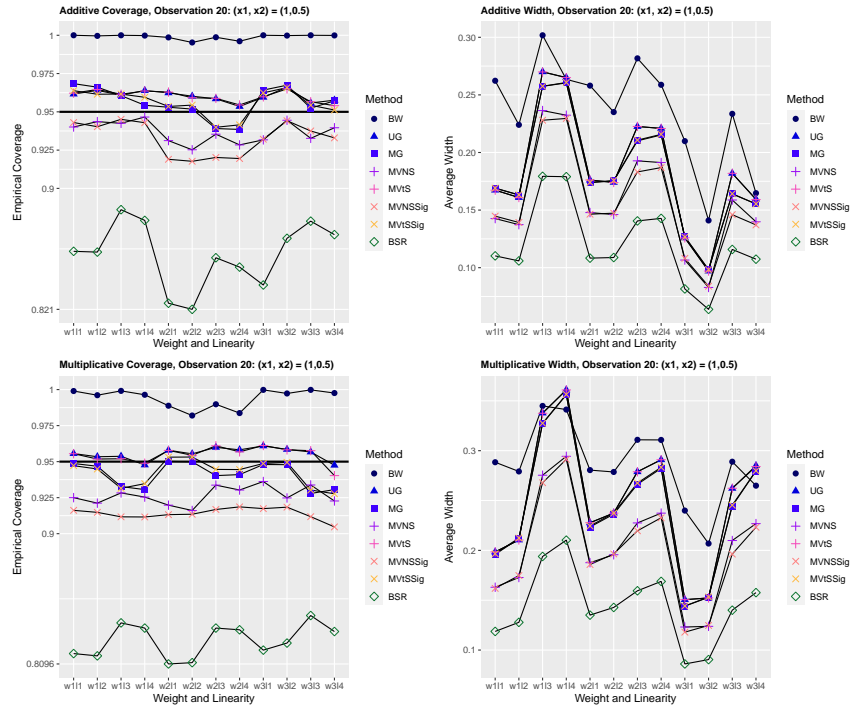 Additive Coverage, Observation 20: (x1, x2) = (1,0.5)
Empirical Coverage
1
0.975
0.95
0.925
0.9
0.821
w1l1 w1l2 w1l3 w1l4 w2l1 w2l2 w2l3 w2l4 w3l1 w3l2 w3l3 w3l4
Weight and Linearity
Method
BW
UG
MG
MVNS
MVtS
MVNSSig
MVtSSig
BSR
Additive Width, Observation 20: (x1, x2) = (1,0.5)
Average Width
0.30
0.25
0.20
0.15
0.10
w1l1 w1l2 w1l3 w1l4 w2l1 w2l2 w2l3 w2l4 w3l1 w3l2 w3l3 w3l4
Weight and Linearity
Method
BW
UG
MG
MVNS
MVtS
MVNSSig
MVtSSig
BSR
Multiplicative Coverage, Observation 20: (x1, x2) = (1,0.5)
Empirical Coverage
1
0.975
0.95
0.925
0.9
0.8096
w1l1 w1l2 w1l3 w1l4 w2l1 w2l2 w2l3 w2l4 w3l1 w3l2 w3l3 w3l4
Weight and Linearity
Method
BW
UG
MG
MVNS
MVtS
MVNSSig
MVtSSig
BSR
Multiplicative Width, Observation 20: (x1, x2) = (1,0.5)
Average Width
0.3
0.2
0.1
w1l1 w1l2 w1l3 w1l4 w2l1 w2l2 w2l3 w2l4 w3l1 w3l2 w3l3 w3l4
Weight and Linearity
Method
BW
UG
MG
MVNS
MVtS
MVNSSig
MVtSSig
BSR